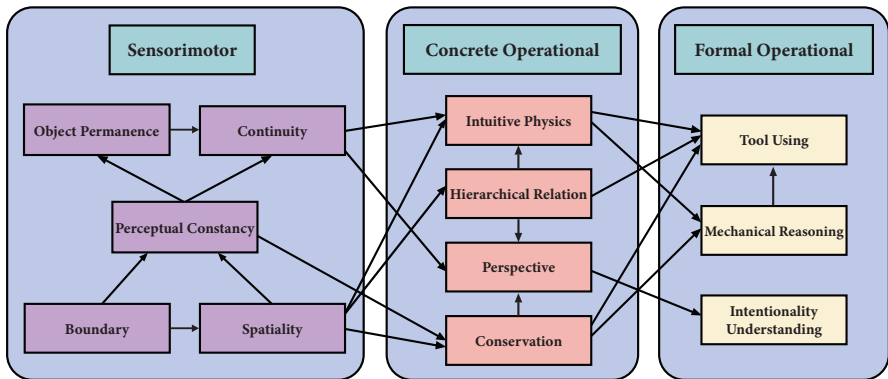 Sensorimotor
Object Permanence
Continuity
Perceptual Constancy
Boundary
Spatiality
Concrete Operational
Intuitive Physics
Hierarchical Relation
Perspective
Conservation
Formal Operational
Tool Using
Mechanical Reasoning
Intentionality
Understanding